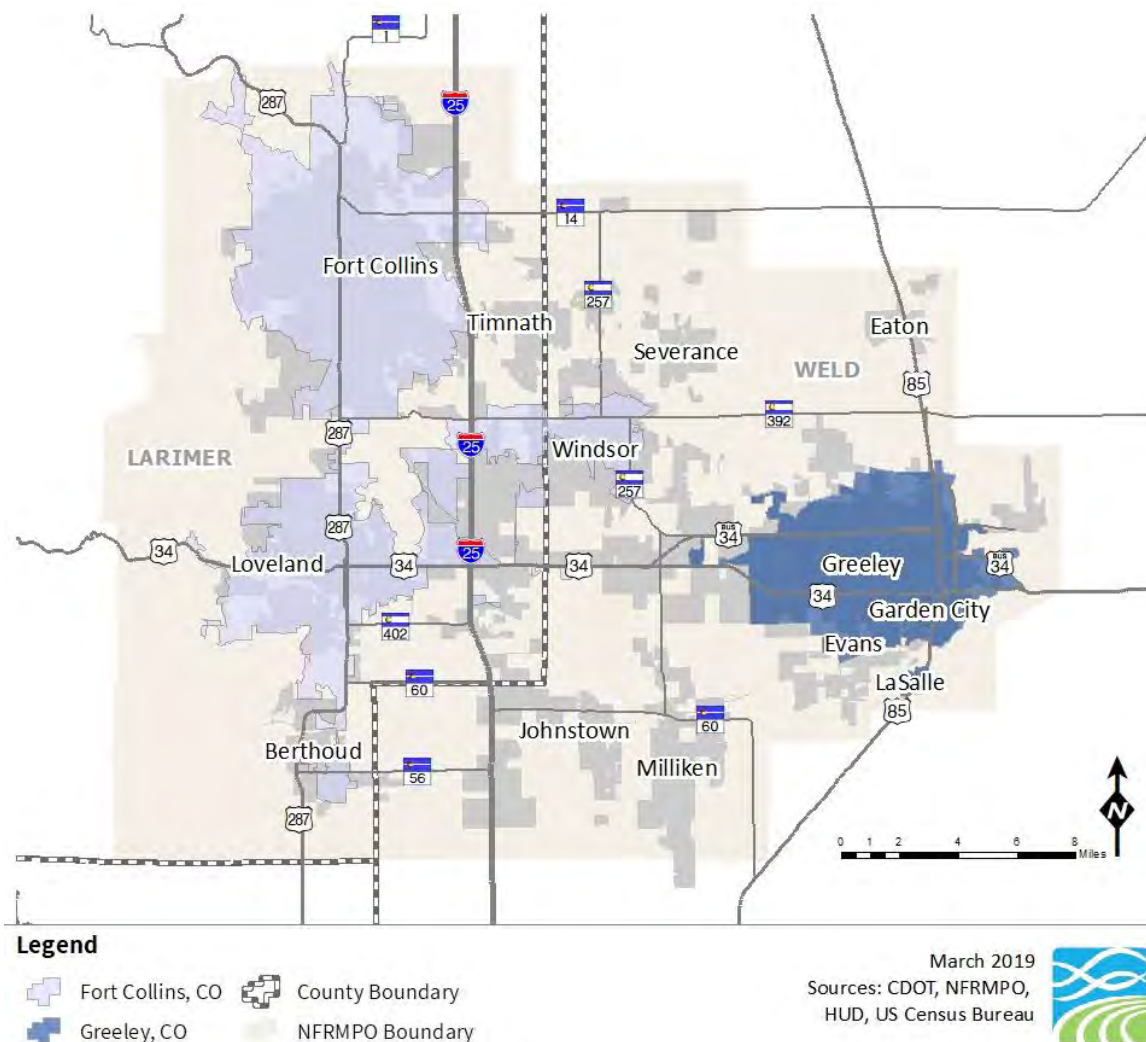 1
287
25
14
Fort Collins
257
Timnath
Eaton
Severance
WELD
85
392
287
25
Windsor
LARIMER
257
287
BUS
34
34
25
BUS
34
Loveland
34
34
Greeley
34
Garden City
402
Evans
60
LaSalle
85
60
Johnstown
Berthoud
56
Milliken
287
N
0 1 2 4 6 8
Miles
Legend
Fort Collins, CO
County Boundary
Greeley, CO
NFRMPO Boundary
March 2019
Sources: CDOT, NFRMPO,
HUD, US Census Bureau